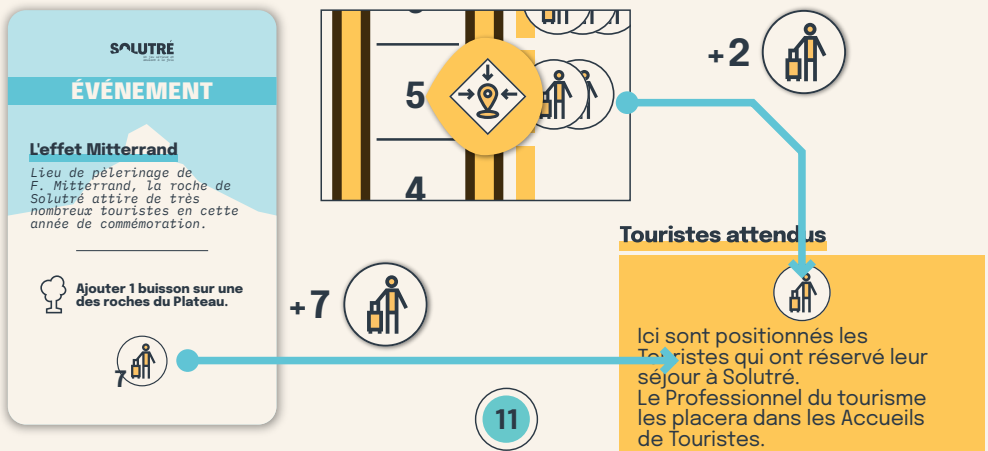 SOLUTRÉ
ÉVÉNEMENT
L'effet Mitterrand
Lieu de pèlerinage de
F. Mitterrand, la roche de
Solutré attire de très
nombreux touristes en cette
année de commémoration.
Ajouter 1 buisson sur une
des roches du Plateau.
7
5
4
+2
+7
11
Touristes attendus
Ici sont positionnés les
Touristes qui ont réservé leur
séjour à Solutré.
Le Professionnel du tourisme
les placera dans les Accueils
de Touristes.